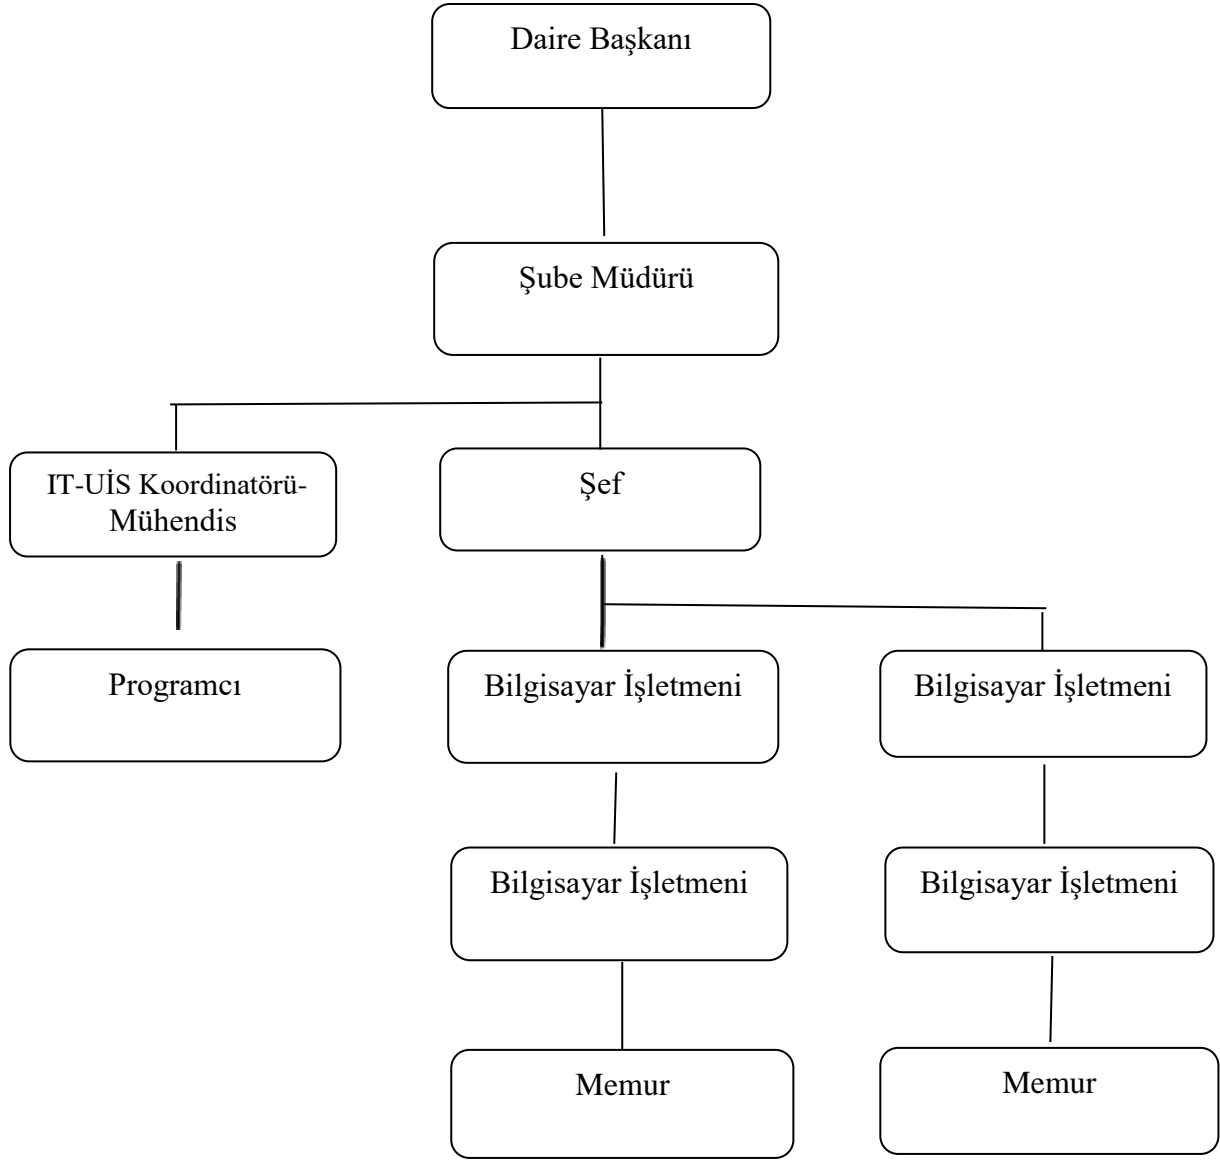 Daire Başkanı
Şube Müdürü
IT-UİS Koordinatörü-
Mühendis
Şef
Programcı
Bilgisayar İşletmeni
Bilgisayar İşletmeni
Bilgisayar İşletmeni
Bilgisayar İşletmeni
Memur
Memur